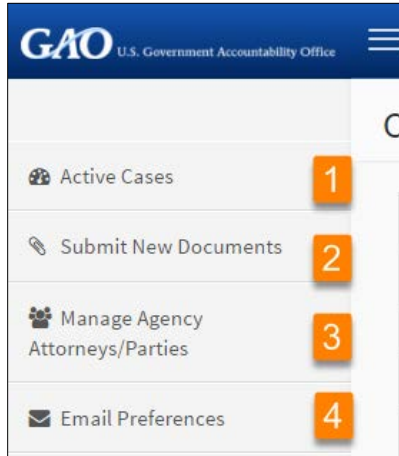 GAO U.S. Government Accountability Office
Active Cases 1
Submit New Documents 2
Manage Agency
Attorneys/Parties 3
Email Preferences 4